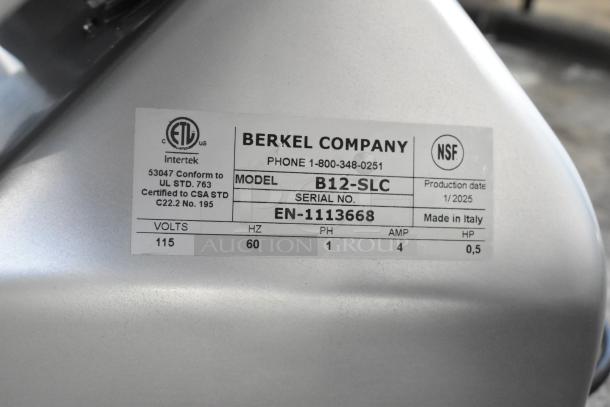 C ETL US
Intertek
53047 Conform to
UL STD. 763
Certified to CSA STD
C22.2 No. 195
BERKEL COMPANY
PHONE 1-800-348-0251
MODEL B12-SLC
SERIAL NO.
EN-1113668
NSF
Production date
1/2025
Made in Italy
VOLTS HZ PH AMP HP
115 60 1 4 0,5
AUCTION GROUP